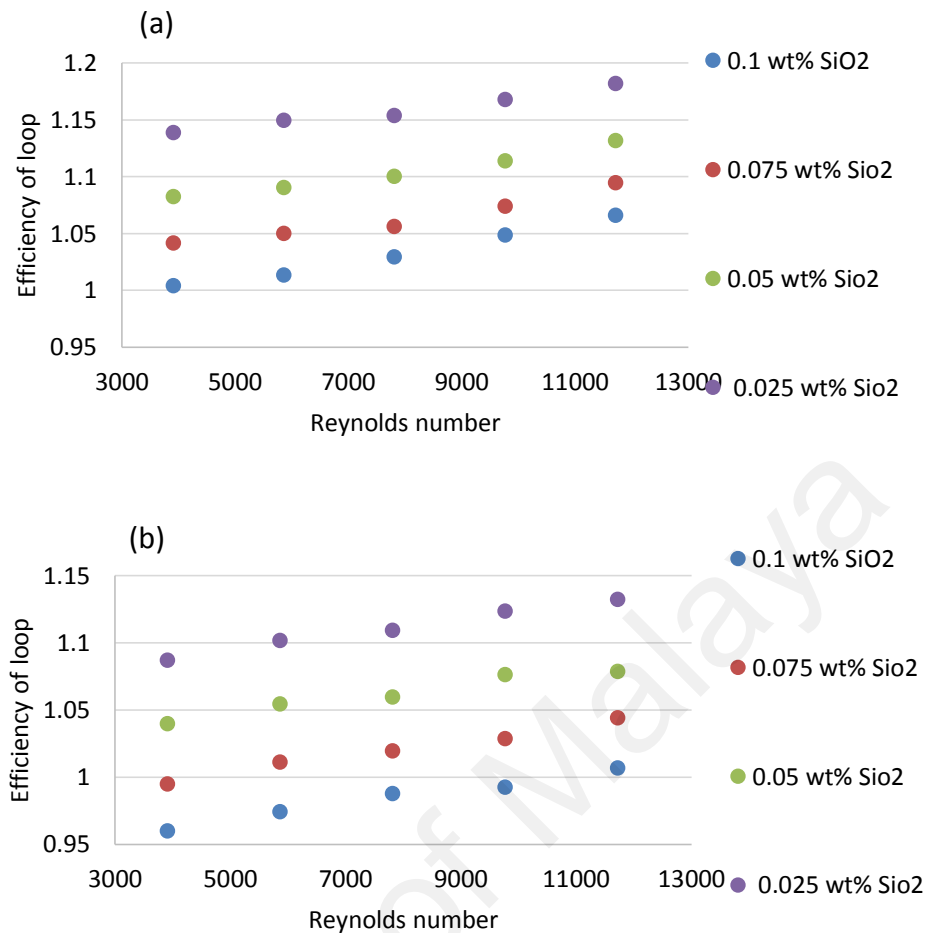 (a)
1.2
1.15
1.1
1.05
1
0.95
Efficiency of loop
3000 5000 7000 9000 11000 13000
Reynolds number
0.1 wt% SiO2
0.075 wt% Sio2
0.05 wt% Sio2
0.025 wt% Sio2
(b)
1.15
1.1
1.05
1
0.95
Efficiency of loop
3000 5000 7000 9000 11000 13000
Reynolds number
0.1 wt% SiO2
0.075 wt% Sio2
0.05 wt% Sio2
0.025 wt% Sio2
of Malaya